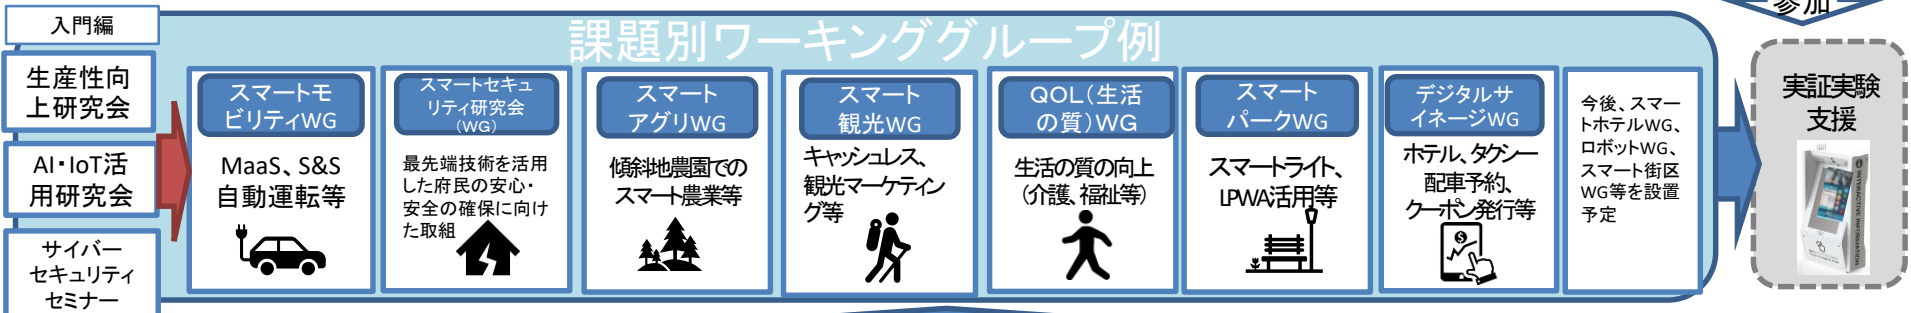 参加
入門編
生産性向
上研究会
AI・IoT活
用研究会
サイバー
セキュリティ
セミナー
課題別ワーキンググループ例
スマートモ
ビリティWG
MaaS、S&S
自動運転等
スマートセキュ
リティ研究会
（WG）
最先端技術を活用
した府民の安心・
安全の確保に向け
た取組
スマート
アグリWG
傾斜地農園での
スマート農業等
スマート
観光WG
キャッシュレス、
観光マーケティン
グ等
QOL（生活
の質）WG
生活の質の向上
（介護、福祉等）
スマート
パークWG
スマートライト、
LPWA活用等
デジタルサ
イネージWG
ホテル、タクシー
配車予約、
クーポン発行等
今後、スマー
トホテルWG、
ロボットWG、
スマート街区
WG等を設置
予定
実証実験
支援
INTERACTIVE INFORMATION